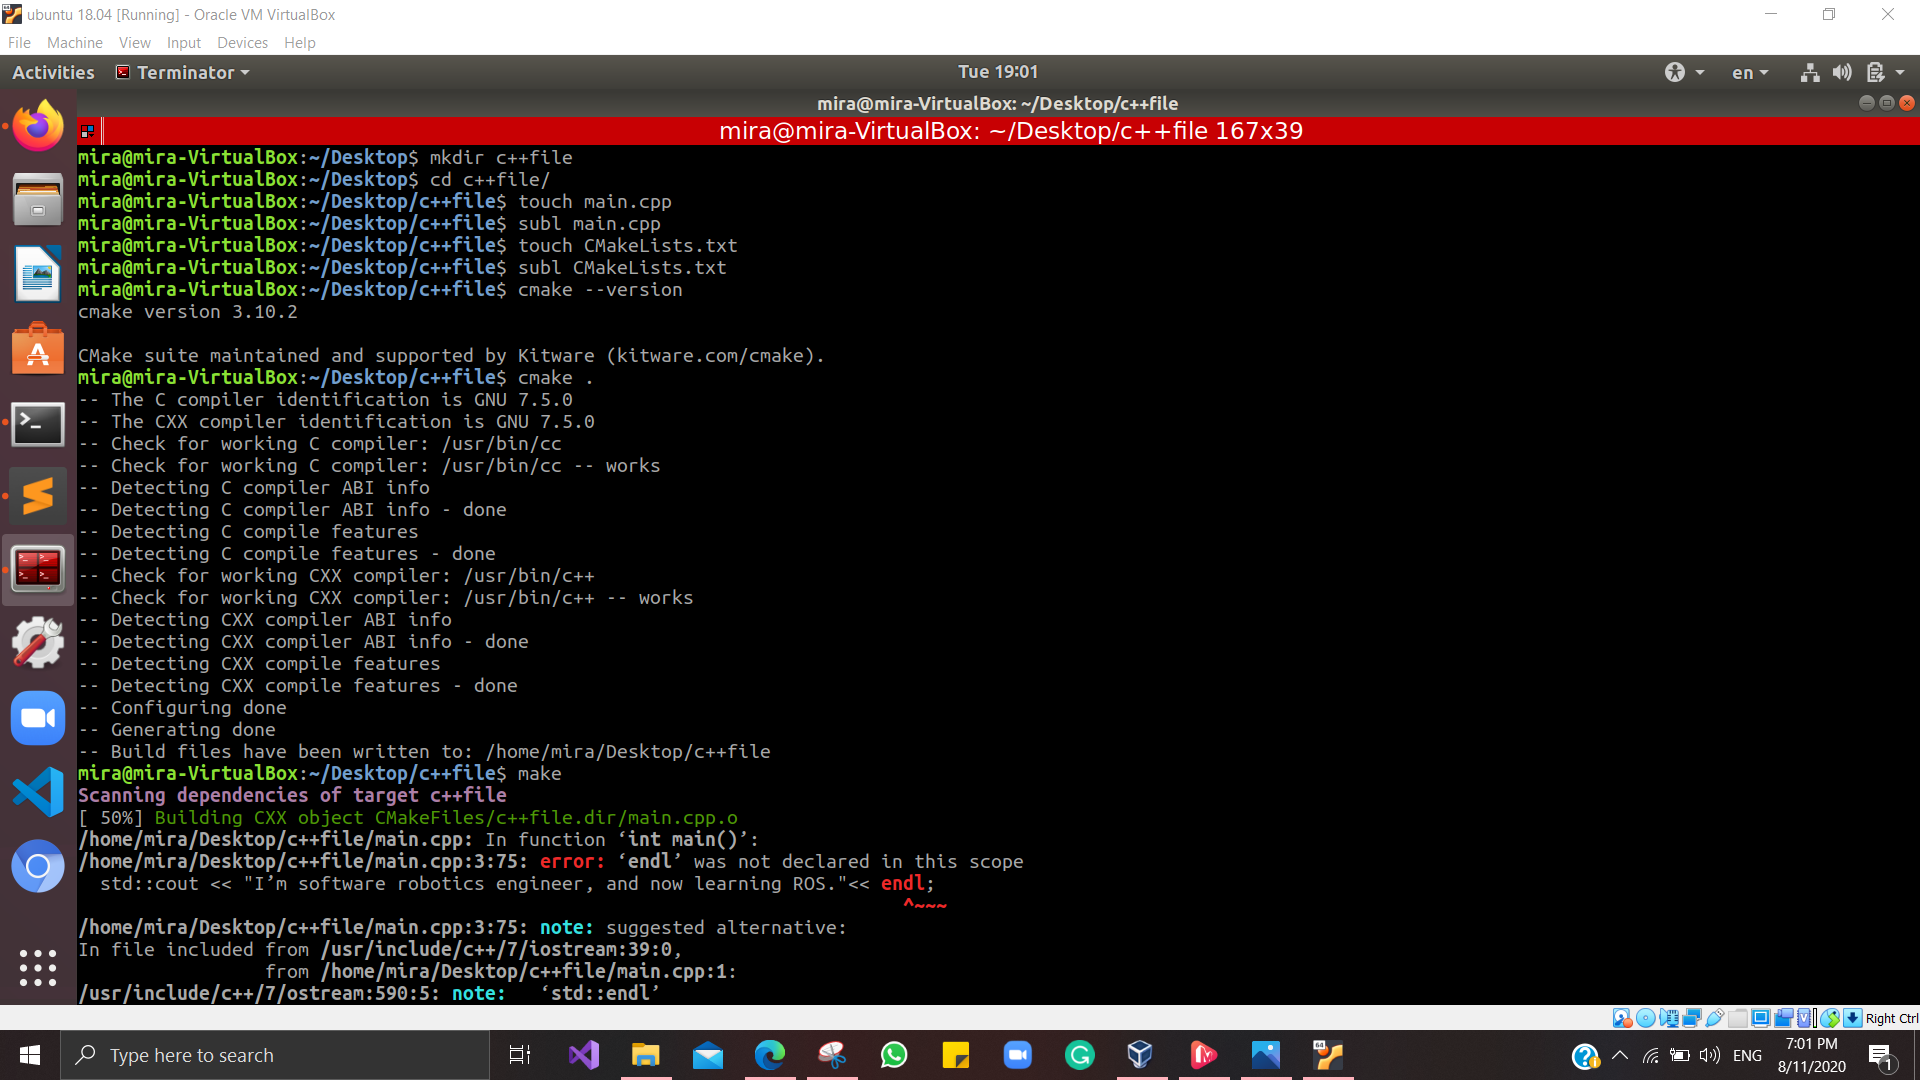 ubuntu 18.04 [Running] - Oracle VM VirtualBox
File Machine View Input Devices Help
Activities Terminator Tue 19:01 en
mira@mira-VirtualBox: ~/Desktop/c++file
mira@mira-VirtualBox: ~/Desktop/c++file 167x39
mira@mira-VirtualBox:~/Desktop$ mkdir c++file
mira@mira-VirtualBox:~/Desktop$ cd c++file/
mira@mira-VirtualBox:~/Desktop/c++file$ touch main.cpp
mira@mira-VirtualBox:~/Desktop/c++file$ subl main.cpp
mira@mira-VirtualBox:~/Desktop/c++file$ touch CMakeLists.txt
mira@mira-VirtualBox:~/Desktop/c++file$ subl CMakeLists.txt
mira@mira-VirtualBox:~/Desktop/c++file$ cmake --version
cmake version 3.10.2
CMake suite maintained and supported by Kitware (kitware.com/cmake).
mira@mira-VirtualBox:~/Desktop/c++file$ cmake .
-- The C compiler identification is GNU 7.5.0
-- The CXX compiler identification is GNU 7.5.0
-- Check for working C compiler: /usr/bin/cc
-- Check for working C compiler: /usr/bin/cc -- works
-- Detecting C compiler ABI info
-- Detecting C compiler ABI info - done
-- Detecting C compile features
-- Detecting C compile features - done
-- Check for working CXX compiler: /usr/bin/c++
-- Check for working CXX compiler: /usr/bin/c++ -- works
-- Detecting CXX compiler ABI info
-- Detecting CXX compiler ABI info - done
-- Detecting CXX compile features
-- Detecting CXX compile features - done
-- Configuring done
-- Generating done
-- Build files have been written to: /home/mira/Desktop/c++file
mira@mira-VirtualBox:~/Desktop/c++file$ make
Scanning dependencies of target c++file
[ 50%] Building CXX object CMakeFiles/c++file.dir/main.cpp.o
/home/mira/Desktop/c++file/main.cpp: In function ‘int main()’:
/home/mira/Desktop/c++file/main.cpp:3:75: error: ‘endl’ was not declared in this scope
std::cout << "I’m software robotics engineer, and now learning ROS."<< endl;
^~~~
/home/mira/Desktop/c++file/main.cpp:3:75: note: suggested alternative:
In file included from /usr/include/c++/7/iostream:39:0,
from /home/mira/Desktop/c++file/main.cpp:1:
/usr/include/c++/7/ostream:590:5: note: ‘std::endl’
Right Ctrl
Type here to search
ENG
7:01 PM
8/11/2020
1